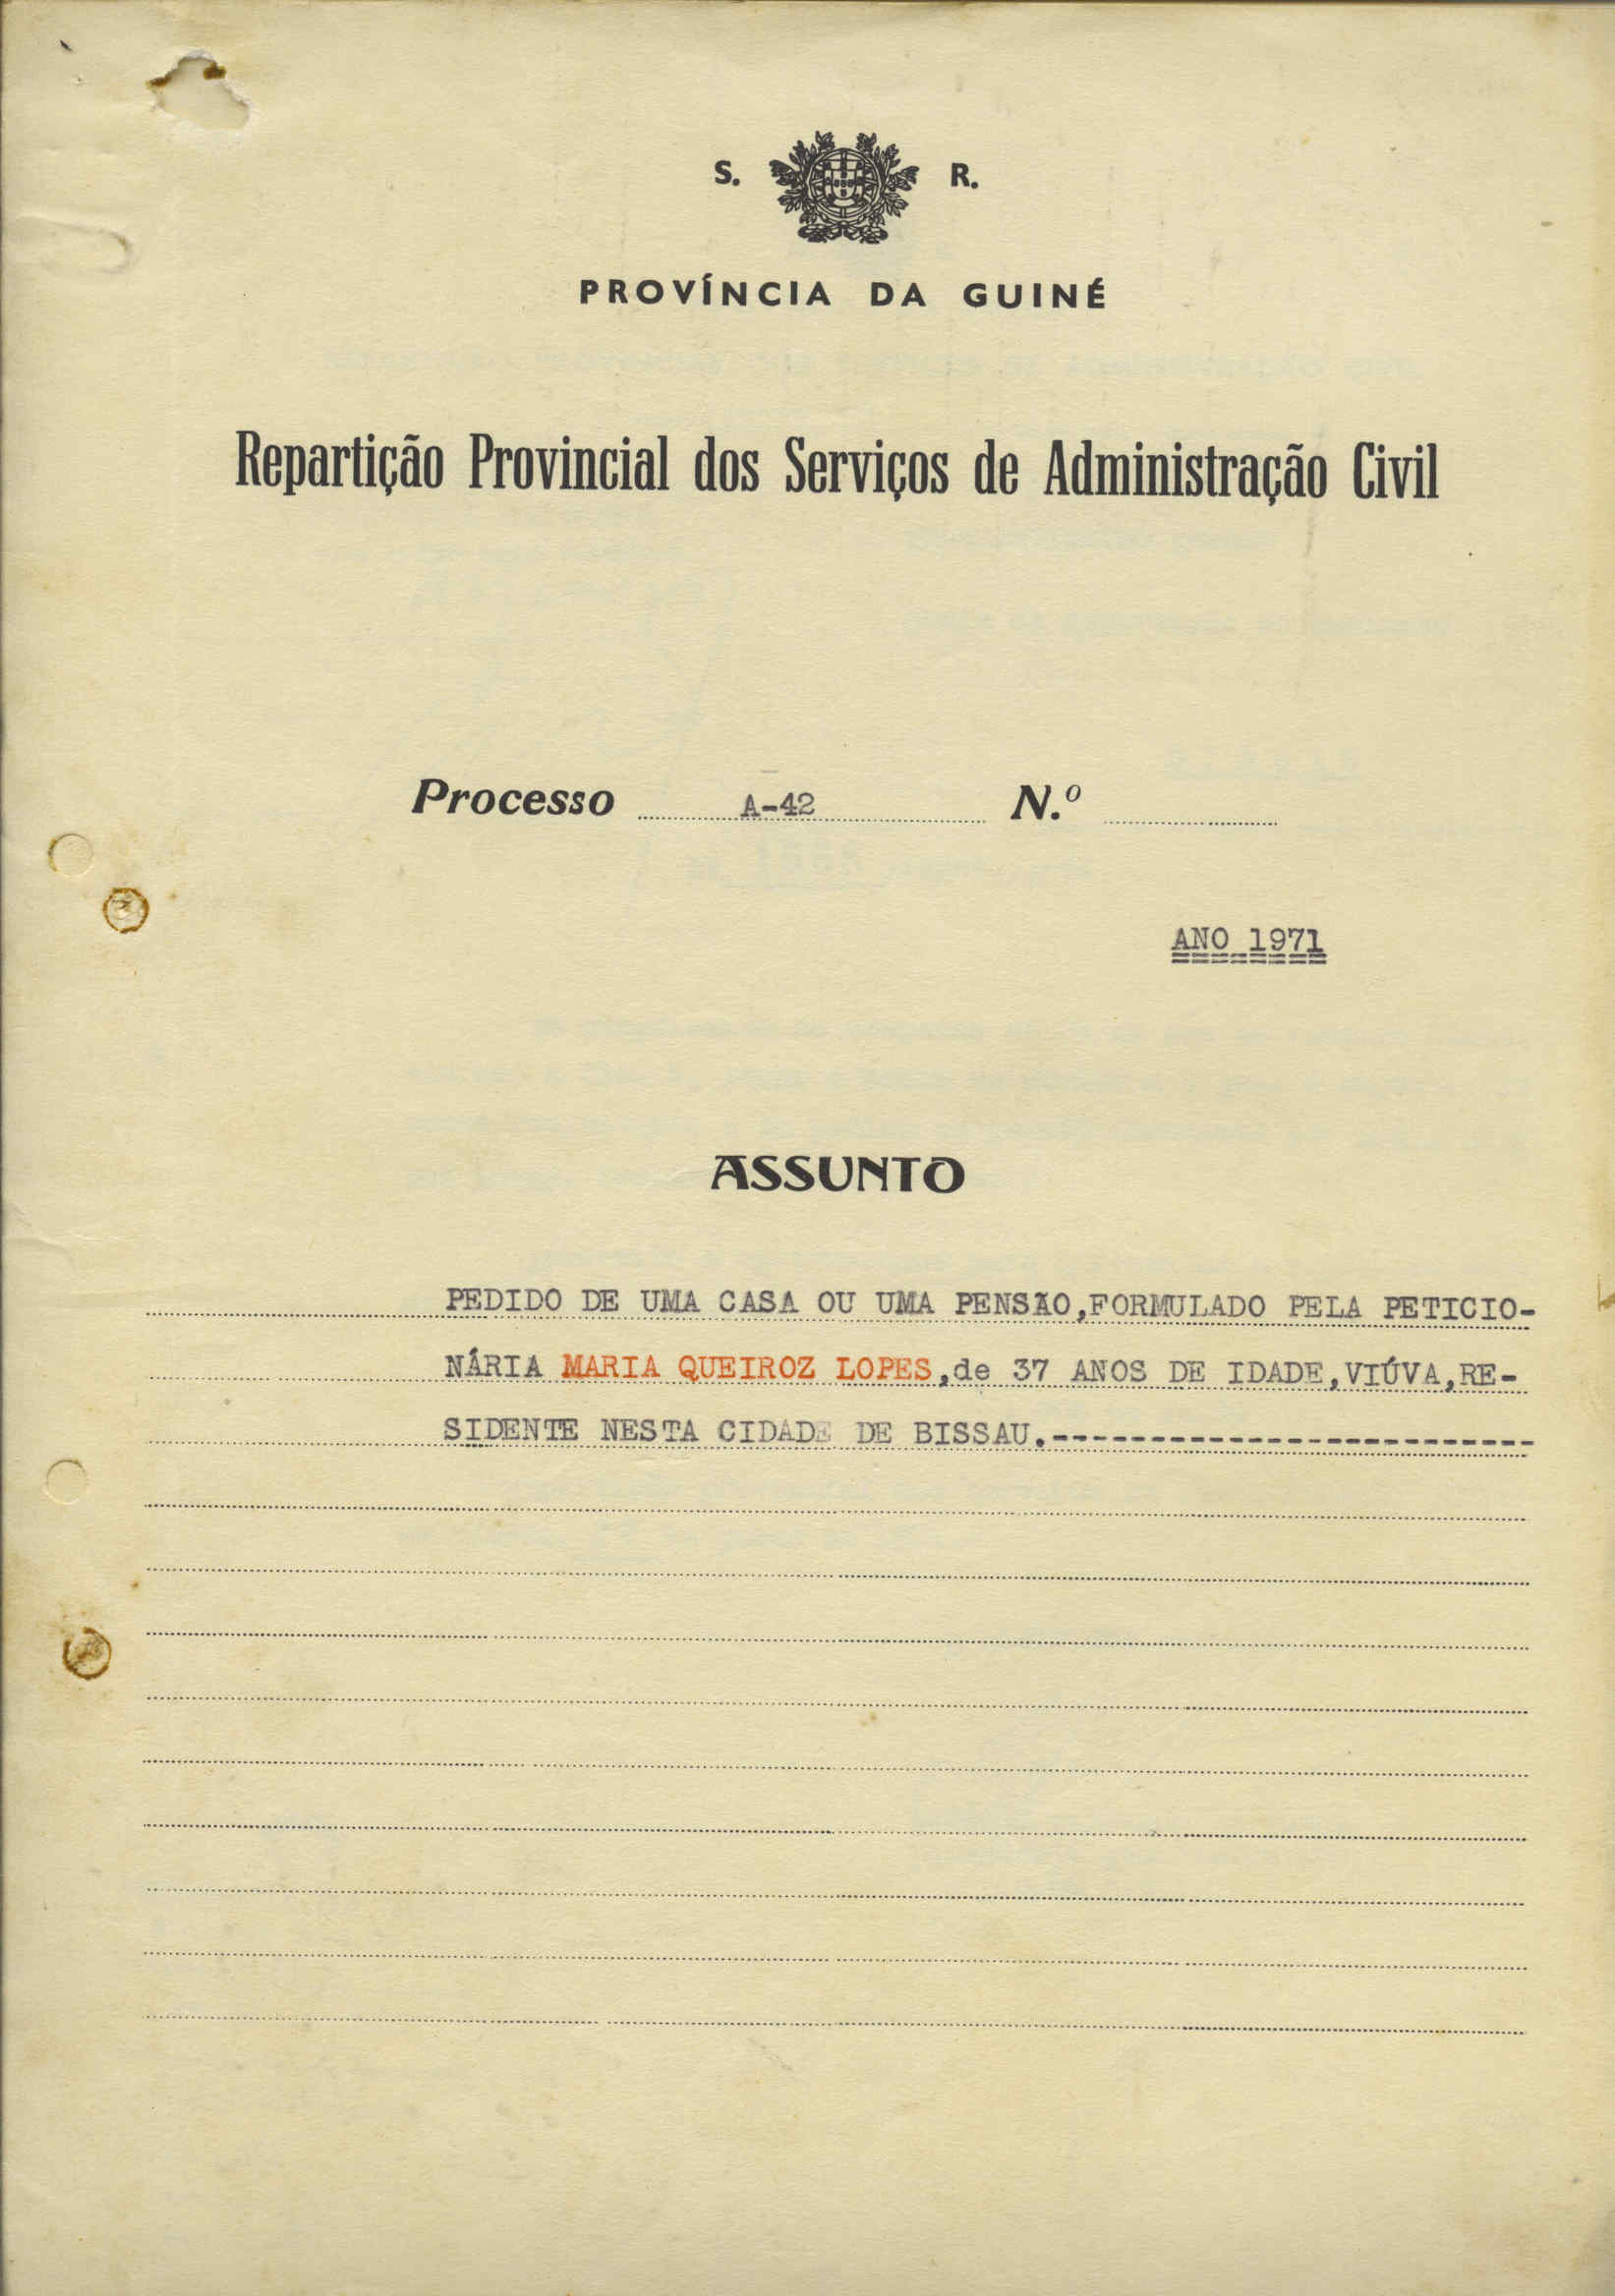 S. R.
PROVÍNCIA DA GUINÉ
Repartição Provincial dos Serviços de Administração Civil
Processo A-42 N.º
ANO 1971
ASSUNTO
PEDIDO DE UMA CASA OU UMA PENSÃO,FORMULADO PELA PETICIO-
NÁRIA MARIA QUEIROZ LOPES,de 37 ANOS DE IDADE,VIÚVA,RE-
SIDENTE NESTA CIDADE DE BISSAU.-------------------------